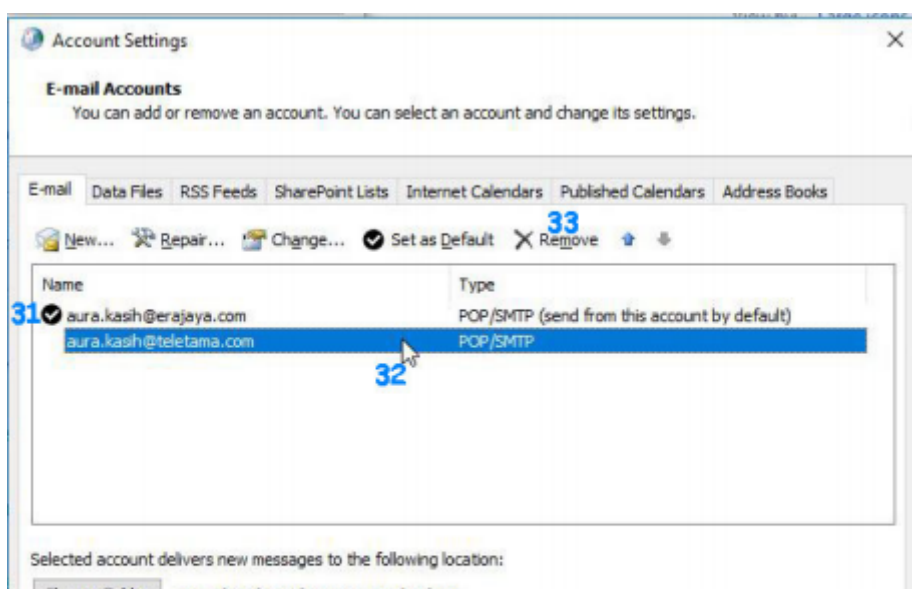 Account Settings
E-mail Accounts
You can add or remove an account. You can select an account and change its settings.
E-mail Data Files RSS Feeds SharePoint Lists Internet Calendars Published Calendars Address Books
33
New... Repair... Change... Set as Default Remove
Name Type
31 aura.kasih@erajaya.com POP/SMTP (send from this account by default)
aura.kasih@teletama.com POP/SMTP
32
Selected account delivers new messages to the following location: